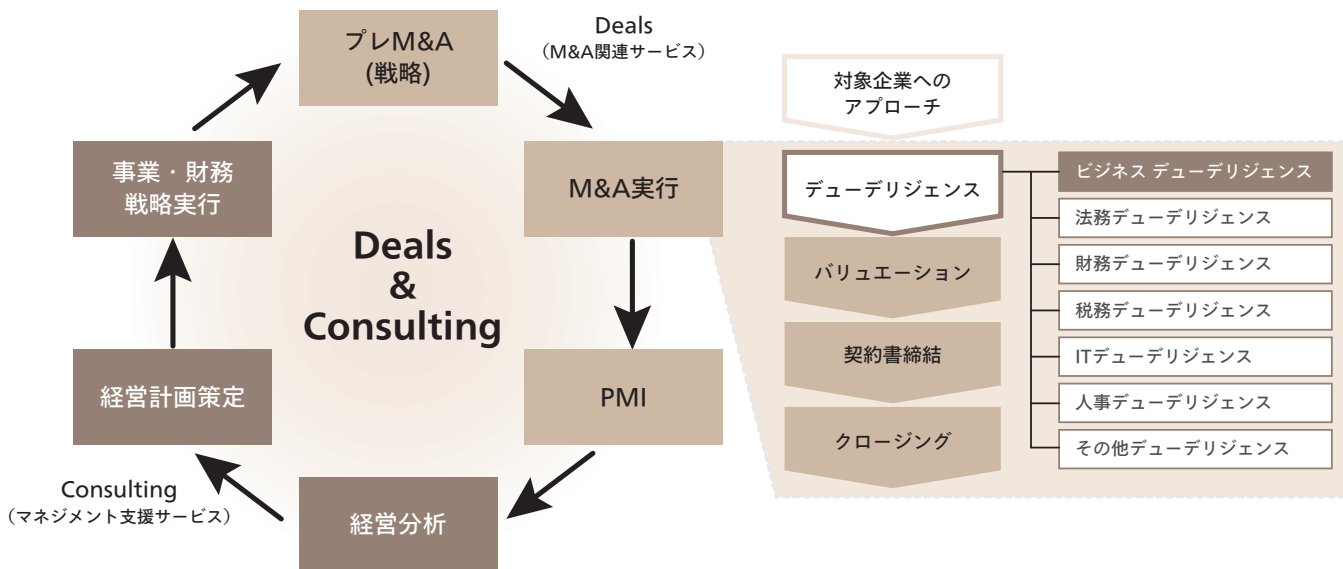 Deals
（M&A関連サービス）
プレM&A
(戦略)
M&A実行
PMI
経営分析
Consulting
（マネジメント支援サービス）
経営計画策定
事業・財務
戦略実行
Deals
&
Consulting
対象企業への
アプローチ
デューデリジェンス
バリュエーション
契約書締結
クロージング
ビジネス デューデリジェンス
法務デューデリジェンス
財務デューデリジェンス
税務デューデリジェンス
ITデューデリジェンス
人事デューデリジェンス
その他デューデリジェンス